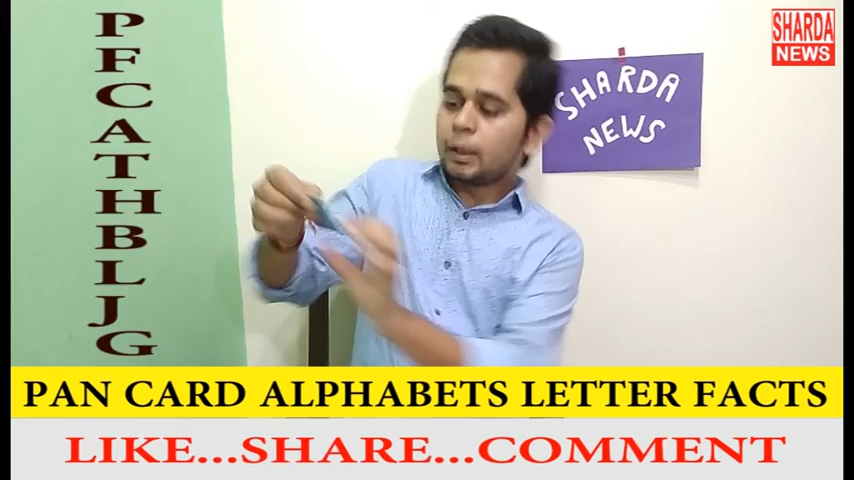 P
F
C
A
T
H
B
L
J
G
SHARDA
NEWS
SHARDA
NEWS
PAN CARD ALPHABETS LETTER FACTS
LIKE...SHARE...COMMENT